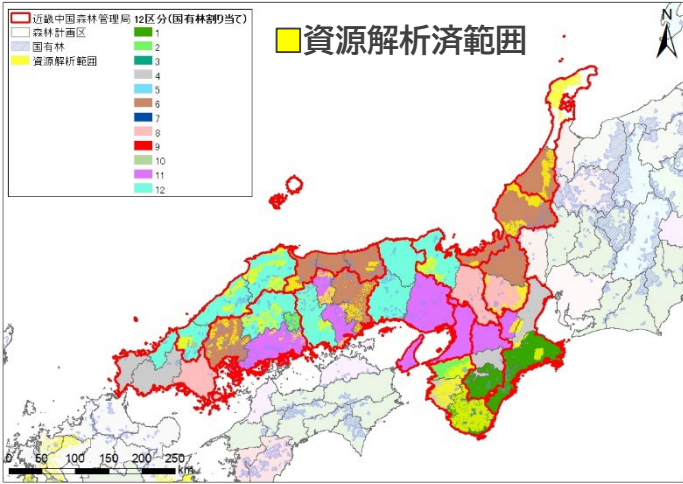 近畿中国森林管理局
森林計画区
国有林
資源解析範囲
12区分(国有林割り当て)
1
2
3
4
5
6
7
8
9
10
11
12
資源解析済範囲
N
0 50 100 150 200 250
km